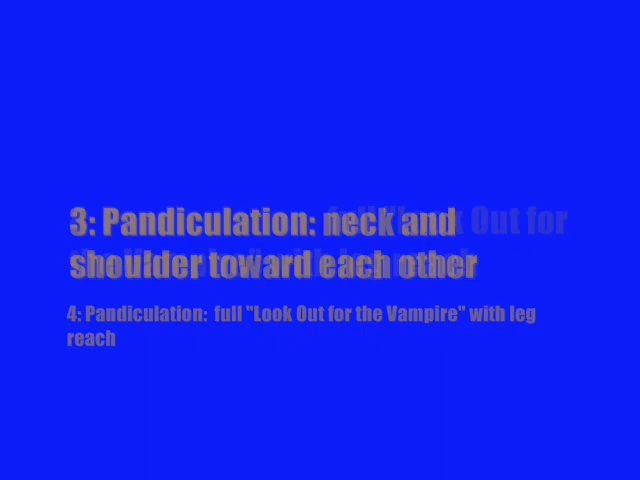 3: Pandiculation: neck and
shoulder toward each other
4: Pandiculation: full "Look Out for the Vampire" with leg
reach